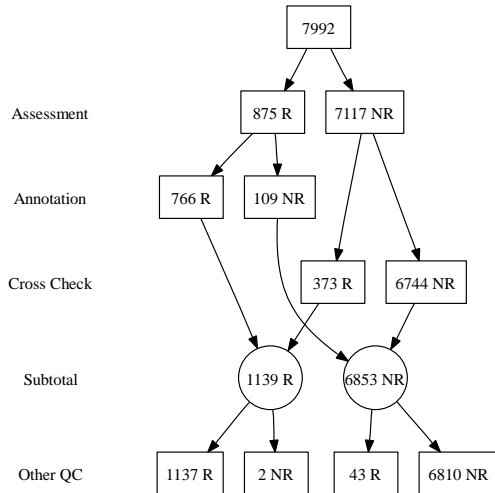 7992
Assessment
875 R
7117 NR
Annotation
766 R
109 NR
Cross Check
373 R
6744 NR
Subtotal
1139 R
6853 NR
Other QC
1137 R
2 NR
43 R
6810 NR